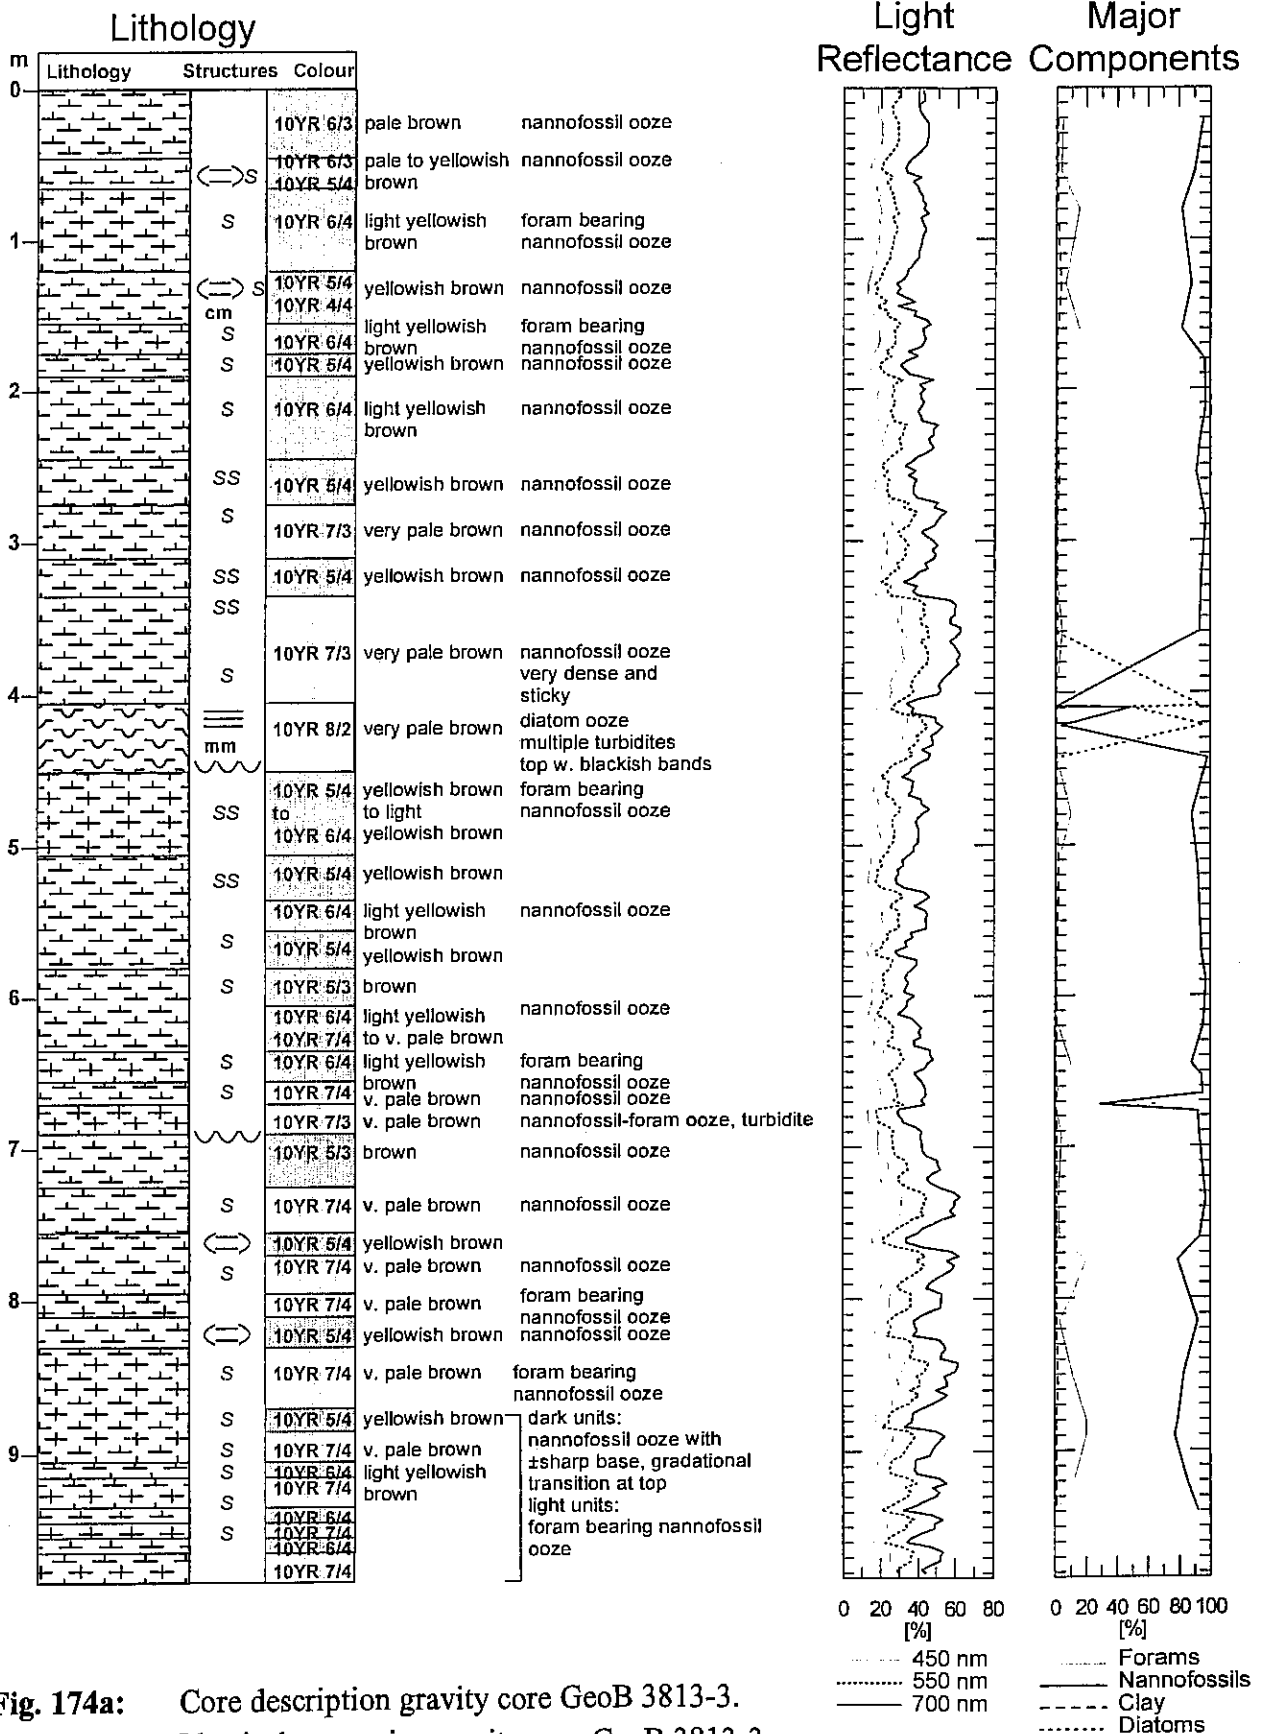 Lithology
Light Reflectance
Major Components
m
Lithology Structures Colour
0
10YR 6/3 pale brown nannofossil ooze
10YR 6/3 pale to yellowish nannofossil ooze
S 10YR 5/4 brown
S 10YR 6/4 light yellowish foram bearing
1 brown nannofossil ooze
S 10YR 5/4 yellowish brown nannofossil ooze
cm 10YR 4/4
light yellowish foram bearing
S 10YR 6/4 brown nannofossil ooze
S 10YR 5/4 yellowish brown nannofossil ooze
2
S 10YR 6/4 light yellowish nannofossil ooze
brown
SS 10YR 5/4 yellowish brown nannofossil ooze
S
10YR 7/3 very pale brown nannofossil ooze
3
SS 10YR 5/4 yellowish brown nannofossil ooze
SS
10YR 7/3 very pale brown nannofossil ooze
S very dense and
sticky
4
10YR 8/2 very pale brown diatom ooze
mm multiple turbidites
top w. blackish bands
10YR 5/4 yellowish brown foram bearing
SS to to light nannofossil ooze
10YR 6/4 yellowish brown
5
SS 10YR 5/4 yellowish brown
10YR 6/4 light yellowish nannofossil ooze
brown
S 10YR 5/4 yellowish brown
S 10YR 5/3 brown
6 nannofossil ooze
10YR 6/4 light yellowish
10YR 7/4 to v. pale brown
S 10YR 6/4 light yellowish foram bearing
brown nannofossil ooze
S 10YR 7/4 v. pale brown nannofossil ooze
10YR 7/3 v. pale brown nannofossil-foram ooze, turbidite
7
10YR 5/3 brown nannofossil ooze
S 10YR 7/4 v. pale brown nannofossil ooze
10YR 5/4 yellowish brown
S 10YR 7/4 v. pale brown nannofossil ooze
8 10YR 7/4 v. pale brown foram bearing
nannofossil ooze
10YR 5/4 yellowish brown nannofossil ooze
S 10YR 7/4 v. pale brown foram bearing
nannofossil ooze
S 10YR 5/4 yellowish brown dark units:
nannofossil ooze with
9 S 10YR 7/4 v. pale brown ±sharp base, gradational
S 10YR 6/4 light yellowish transition at top
10YR 7/4 brown light units:
S 10YR 6/4 foram bearing nannofossil
S 10YR 7/4 ooze
10YR 6/4
10YR 7/4
0 20 40 60 80
[%]
450 nm
550 nm
700 nm
0 20 40 60 80 100
[%]
Forams
Nannofossils
Clay
Diatoms
Fig. 174a: Core description gravity core GeoB 3813-3.